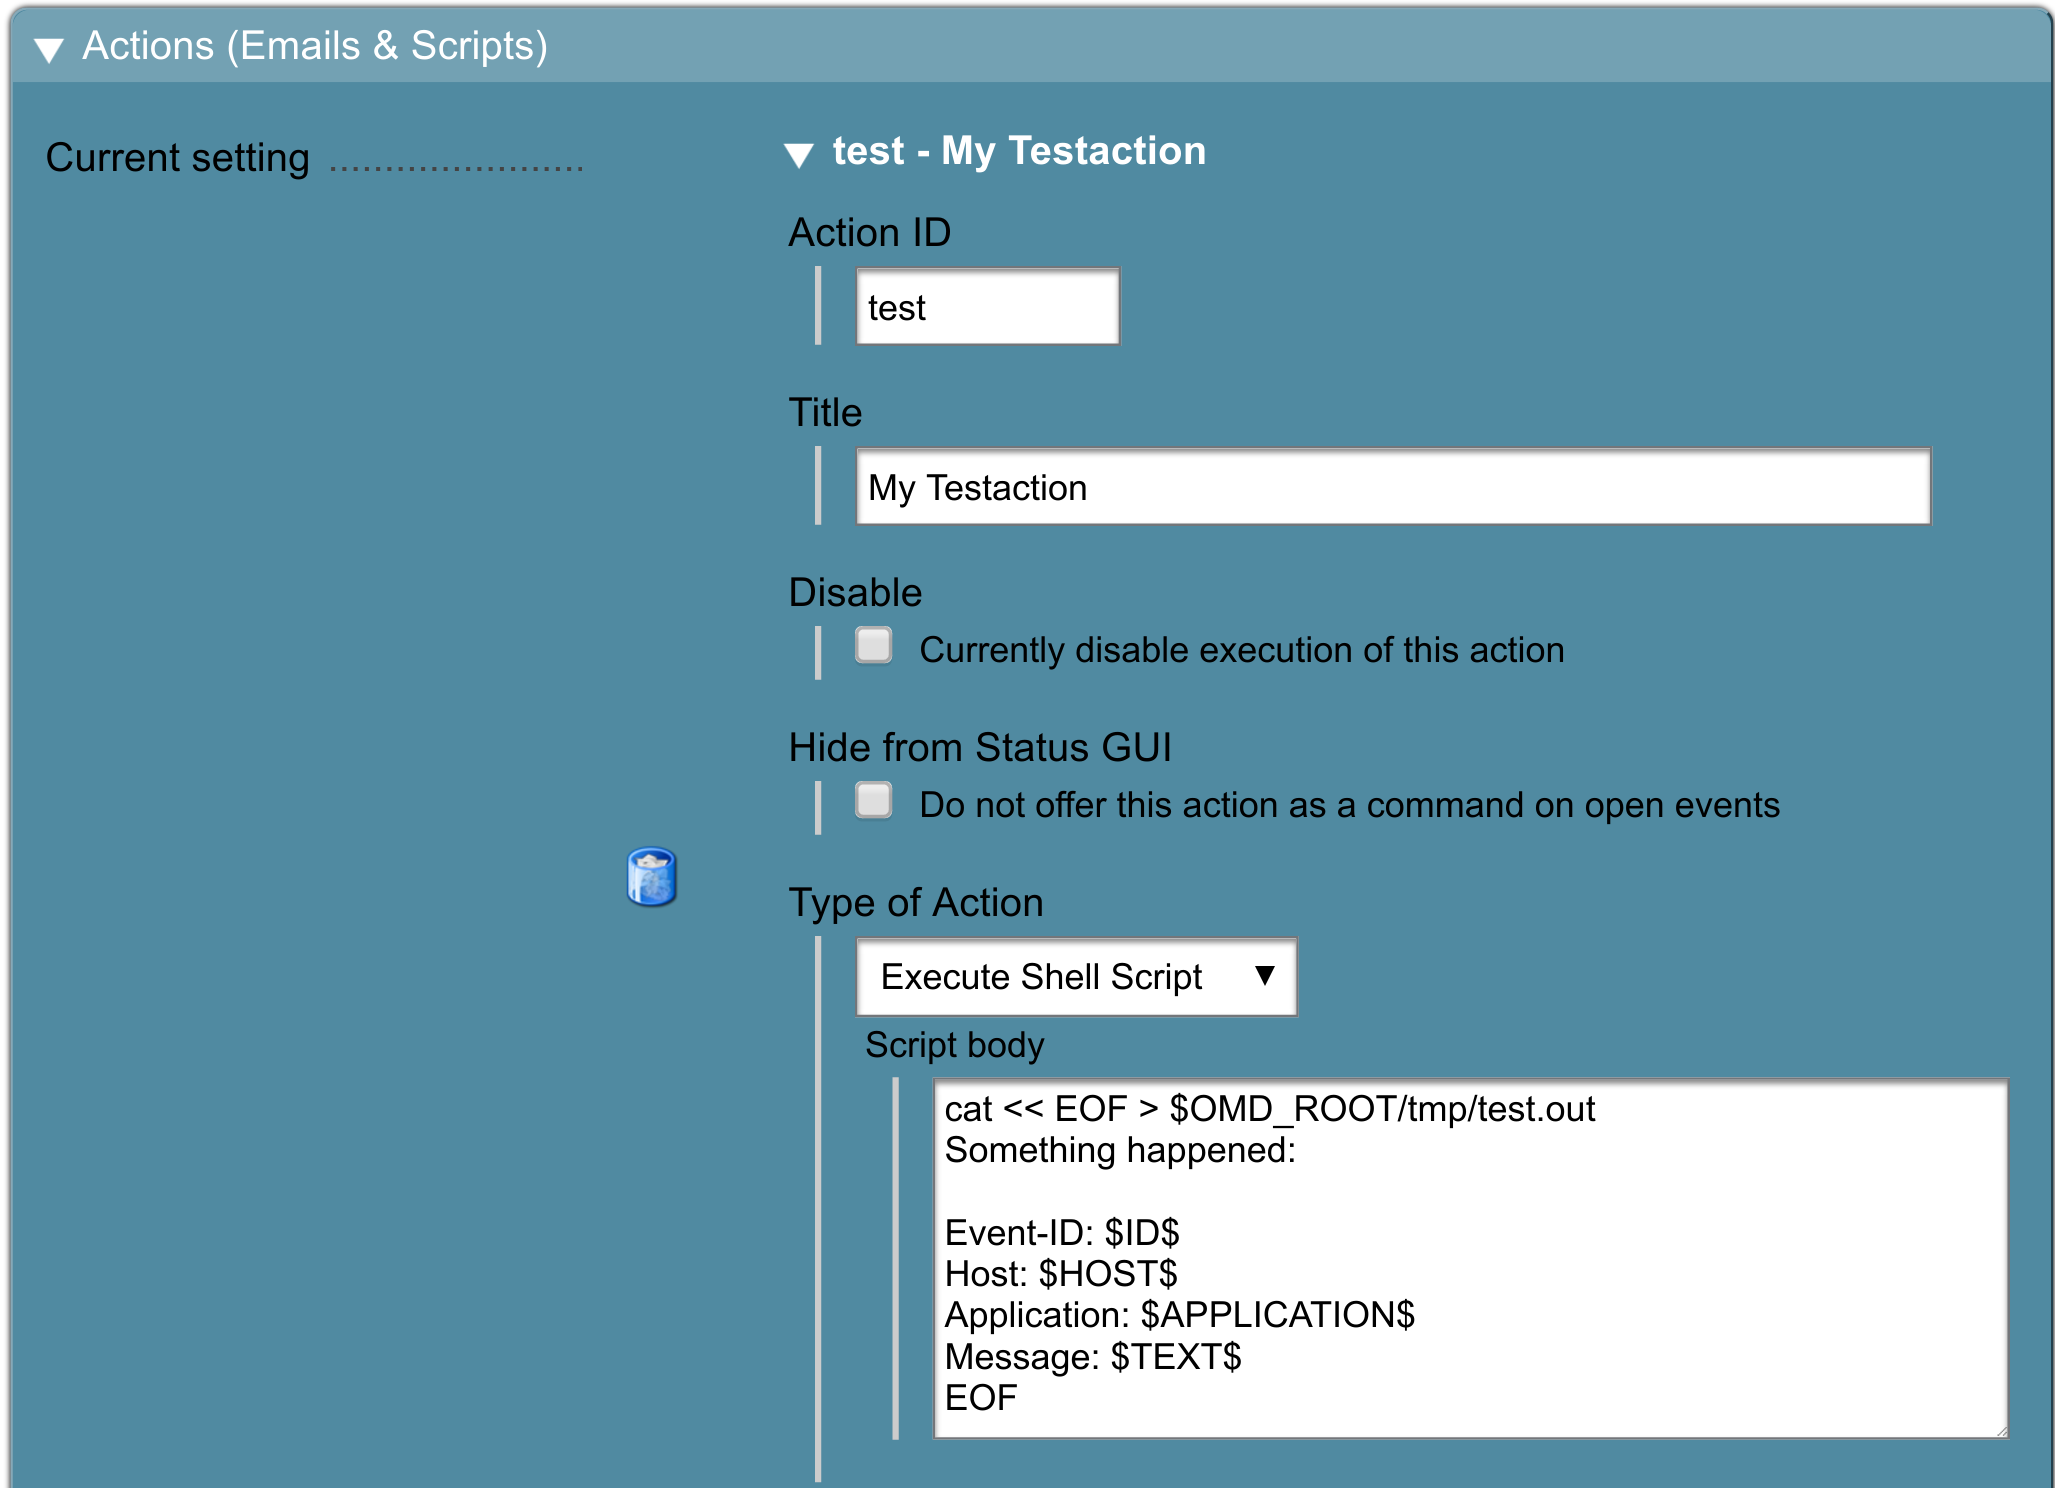 Actions (Emails & Scripts)
Current setting ........................
test - My Testaction
Action ID
test
Title
My Testaction
Disable
Currently disable execution of this action
Hide from Status GUI
Do not offer this action as a command on open events
Type of Action
Execute Shell Script
Script body
cat << EOF > $OMD_ROOT/tmp/test.out
Something happened:
Event-ID: $ID$
Host: $HOST$
Application: $APPLICATION$
Message: $TEXT$
EOF